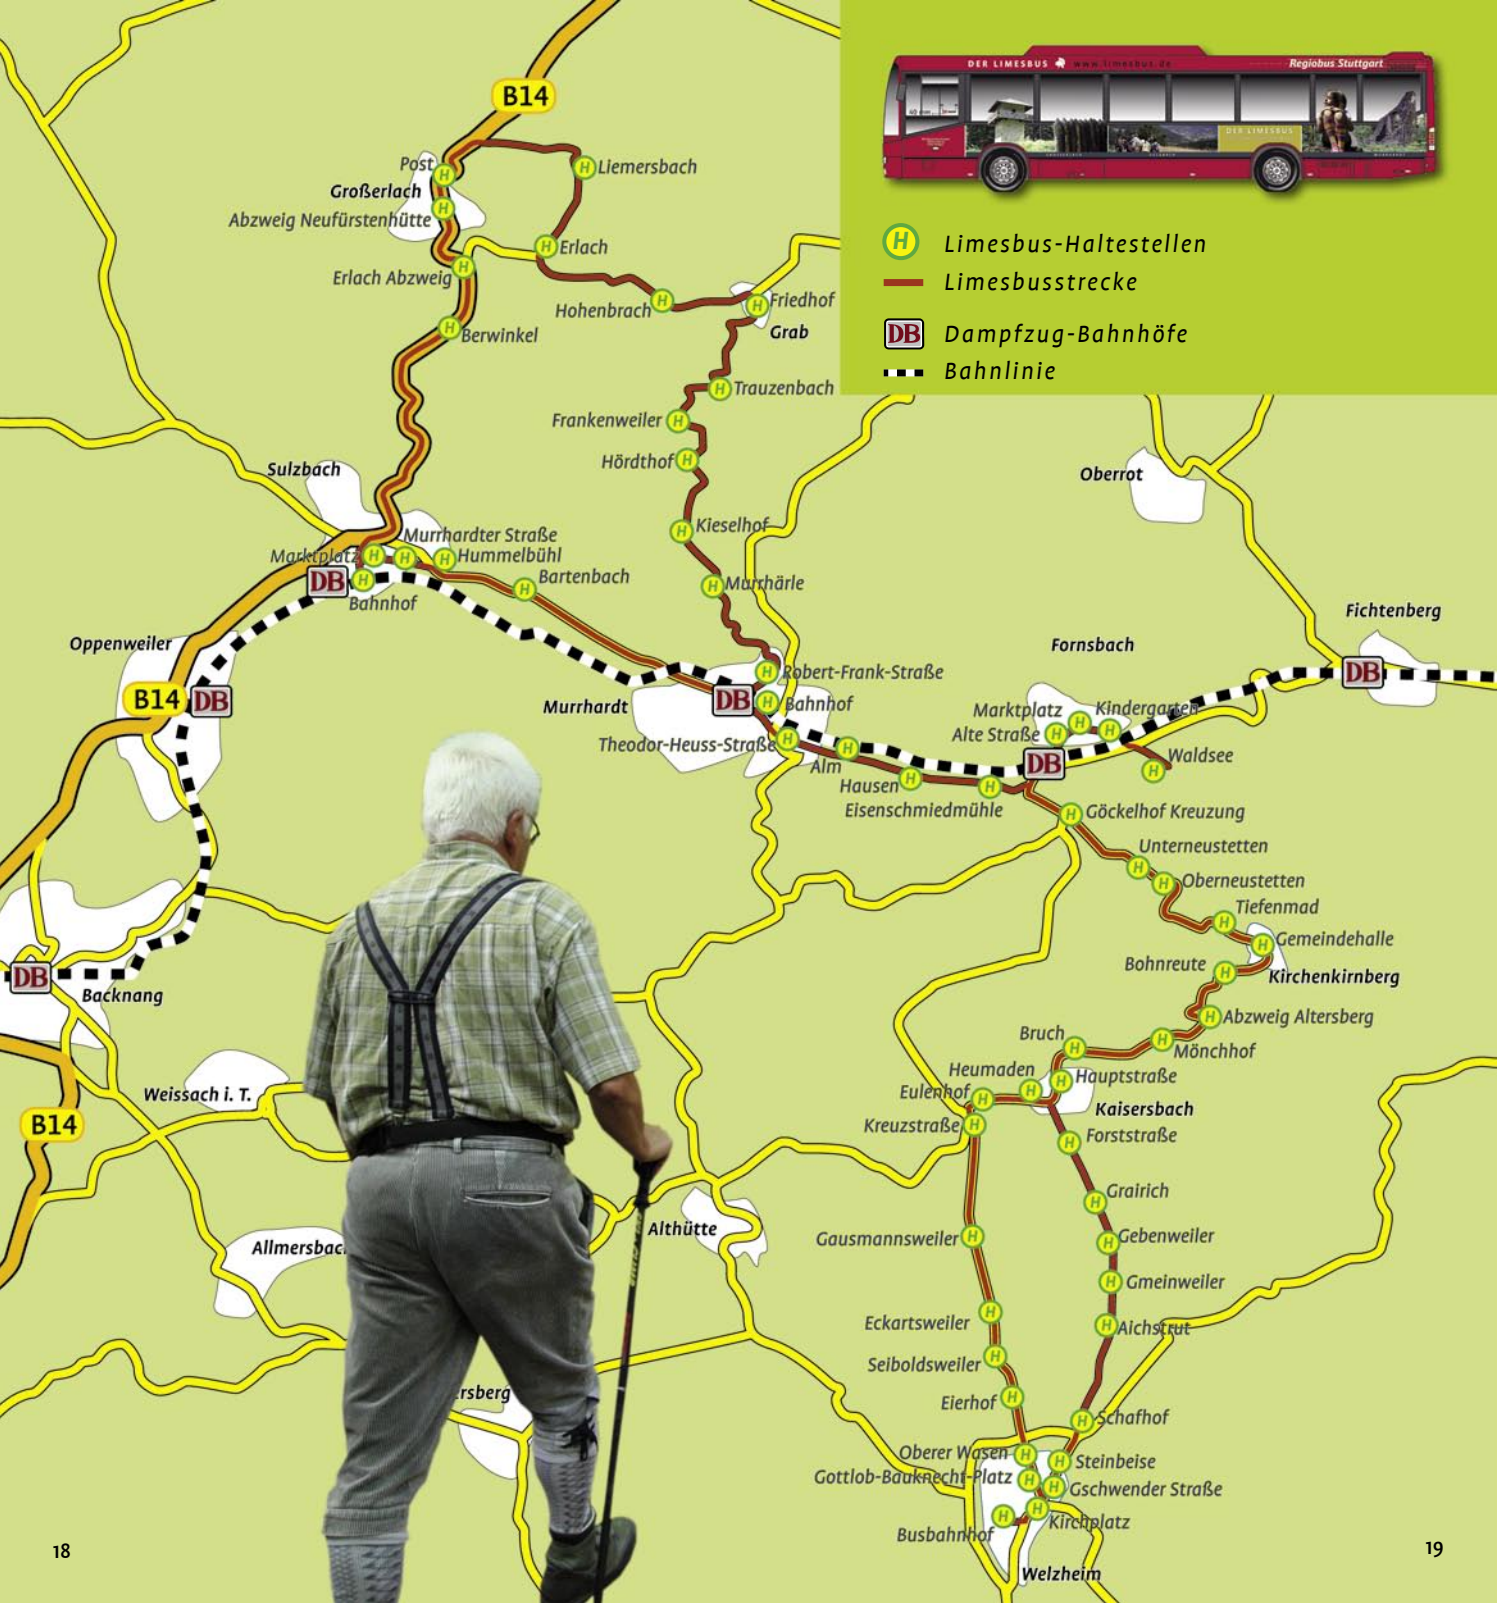 B14
DER LIMESBUS www.limesbus.de
Regiobus Stuttgart
DER LIMESBUS
H Limesbus-Haltestellen
Limesbusstrecke
DB Dampfzug-Bahnhöfe
Bahnlinie
Post
Großerlach
Abzweig Neufürstenhütte
Liemersbach
Erlach
Erlach Abzweig
Hohenbrach
Friedhof
Grab
Berwinkel
Trauzenbach
Frankenweiler
Hördthof
Sulzbach
Oberrot
Kieselhof
Murrhardter Straße
Marktplatz
Hummelbühl
Bartenbach
DB
Bahnhof
Murrhärle
Fichtenberg
DB
Oppenweiler
Fornsbach
B14
DB
Robert-Frank-Straße
Murrhardt
DB
Bahnhof
Theodor-Heuss-Straße
Marktplatz
Kindergarten
Alte Straße
Waldsee
DB
Alm
Hausen
Eisenschmiedmühle
Göckelhof Kreuzung
Unterneustetten
Oberneustetten
Tiefenmad
Gemeindehalle
Bohnreute
Kirchenkirnberg
DB
Backnang
Abzweig Altersberg
Bruch
Mönchhof
Heumaden
Hauptstraße
Eulenhof
Kaisersbach
Weissach i. T.
B14
Kreuzstraße
Forststraße
Grairich
Althütte
Gausmannsweiler
Gebenweiler
Allmersbac
Gmeinweiler
Eckartsweiler
Aichstrut
Seiboldsweiler
ersberg
Eierhof
Schafhof
Oberer Wasen
Steinbeise
Gottlob-Bauknecht-Platz
Gschwender Straße
Kirchplatz
Busbahnhof
Welzheim
18
19